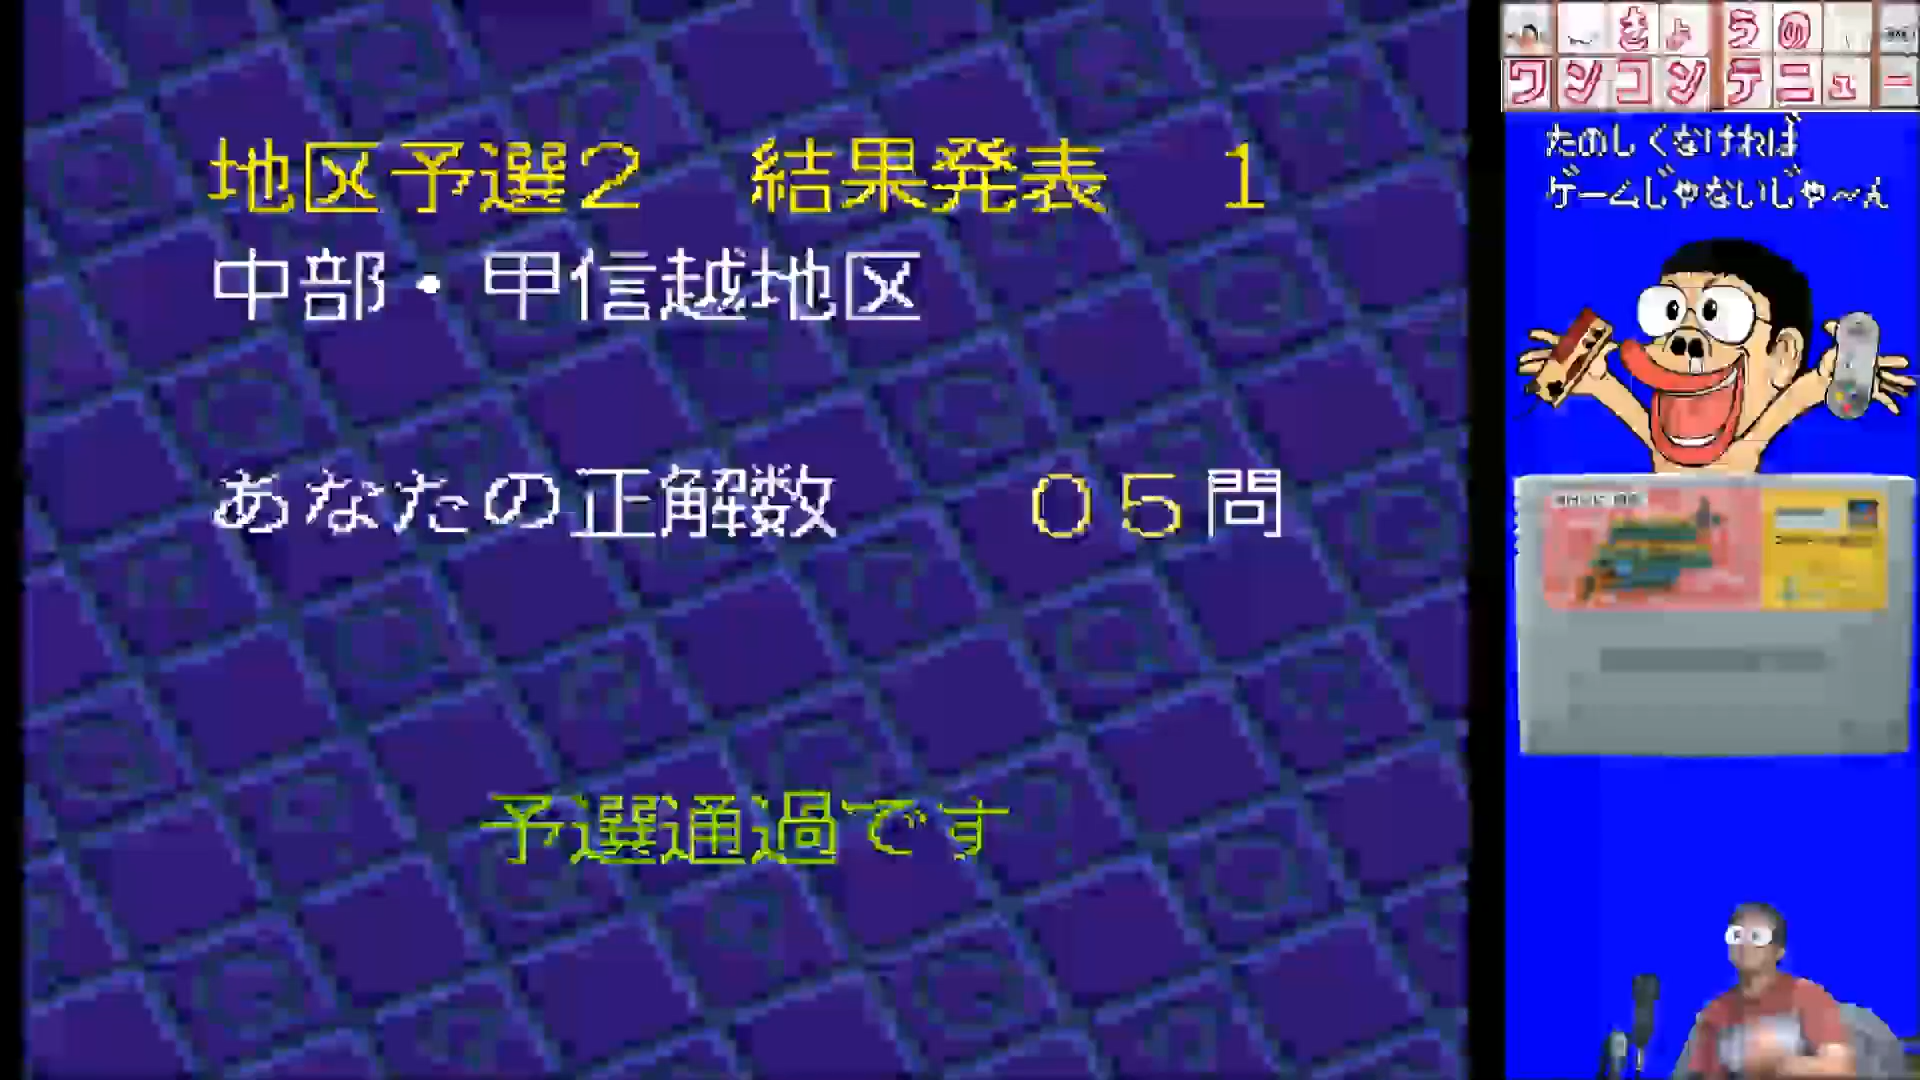 地区予選2 結果発表 1
中部・甲信越地区
あなたの正解数 05問
予選通過です
きょうの
ワンコンテニュー
たのしくなければ
ゲームじゃないじゃ~ん